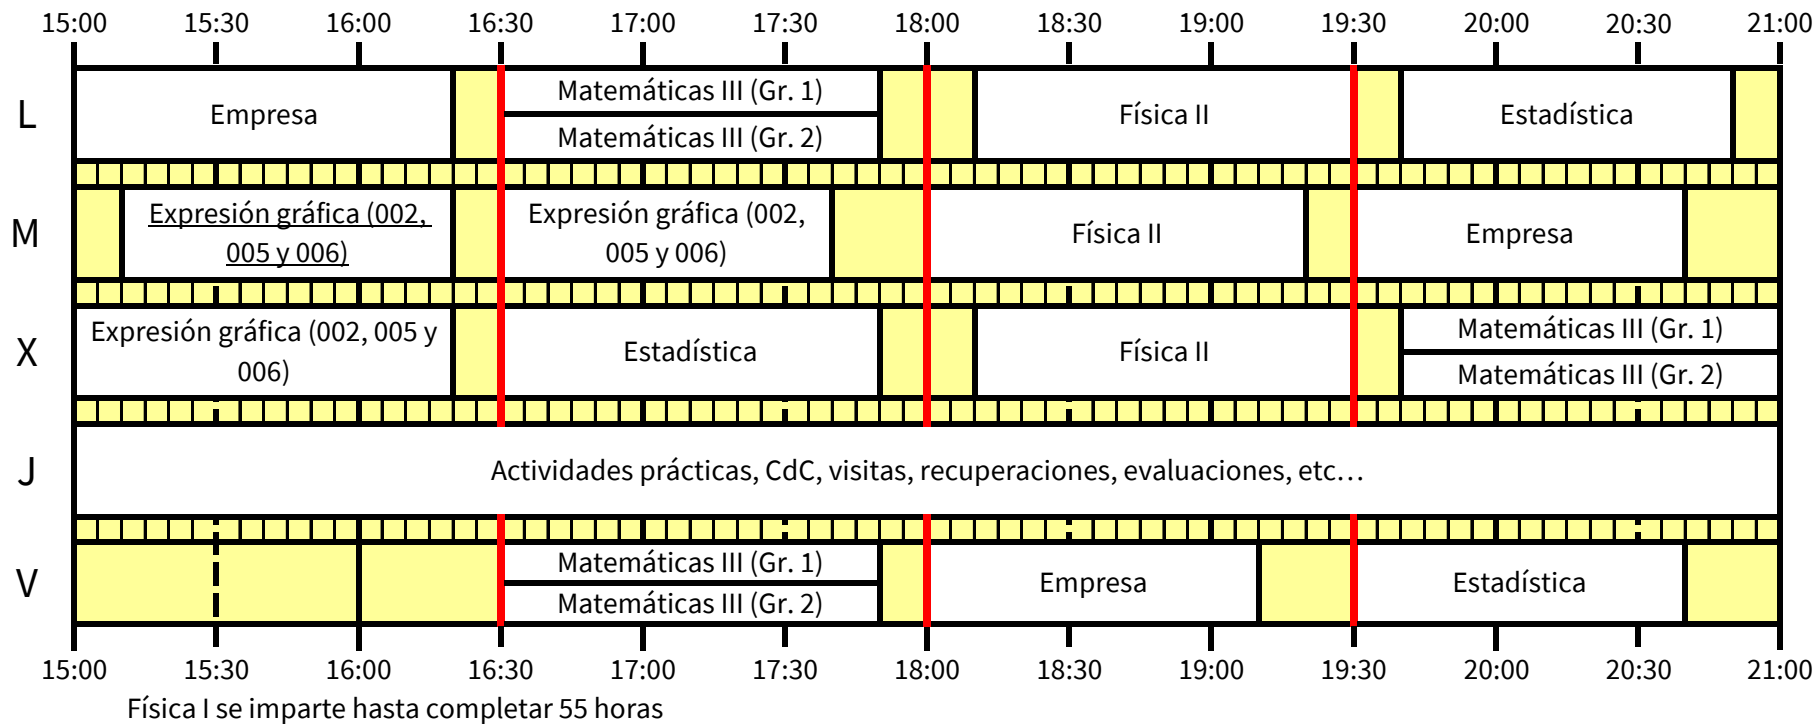 15:00 15:30 16:00 16:30 17:00 17:30 18:00 18:30 19:00 19:30 20:00 20:30 21:00
L
Empresa
Matemáticas III (Gr. 1)
Matemáticas III (Gr. 2)
Física II
Estadística
M
Expresión gráfica (002,
005 y 006)
Expresión gráfica (002,
005 y 006)
Física II
Empresa
X
Expresión gráfica (002, 005 y
006)
Estadística
Física II
Matemáticas III (Gr. 1)
Matemáticas III (Gr. 2)
J
Actividades prácticas, CdC, visitas, recuperaciones, evaluaciones, etc...
V
Matemáticas III (Gr. 1)
Matemáticas III (Gr. 2)
Empresa
Estadística
15:00 15:30 16:00 16:30 17:00 17:30 18:00 18:30 19:00 19:30 20:00 20:30 21:00
Física I se imparte hasta completar 55 horas